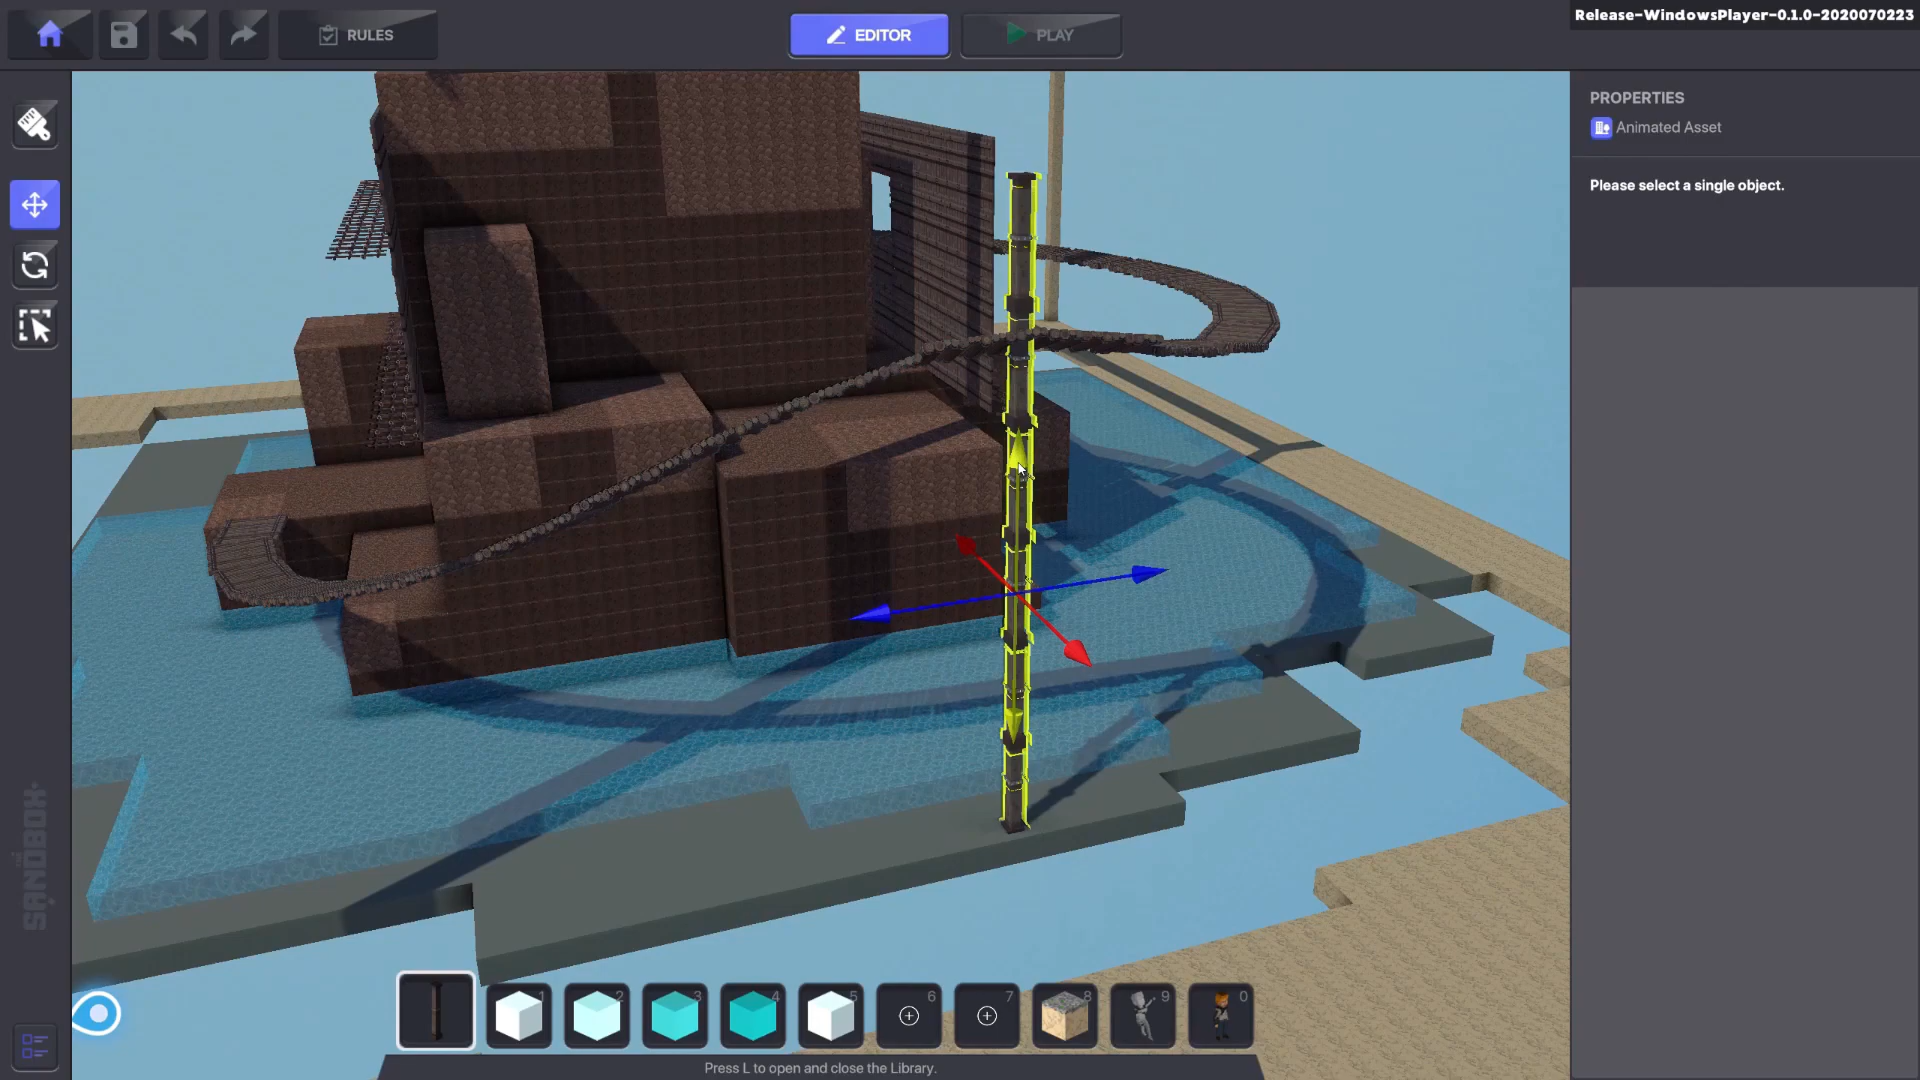 RULES
EDITOR
PLAY
Release-WindowsPlayer-0.1.0-2020070223
PROPERTIES
Animated Asset
Please select a single object.
THE SANDBOX
1
2
3
4
5
6
7
8
9
0
Press L to open and close the Library.